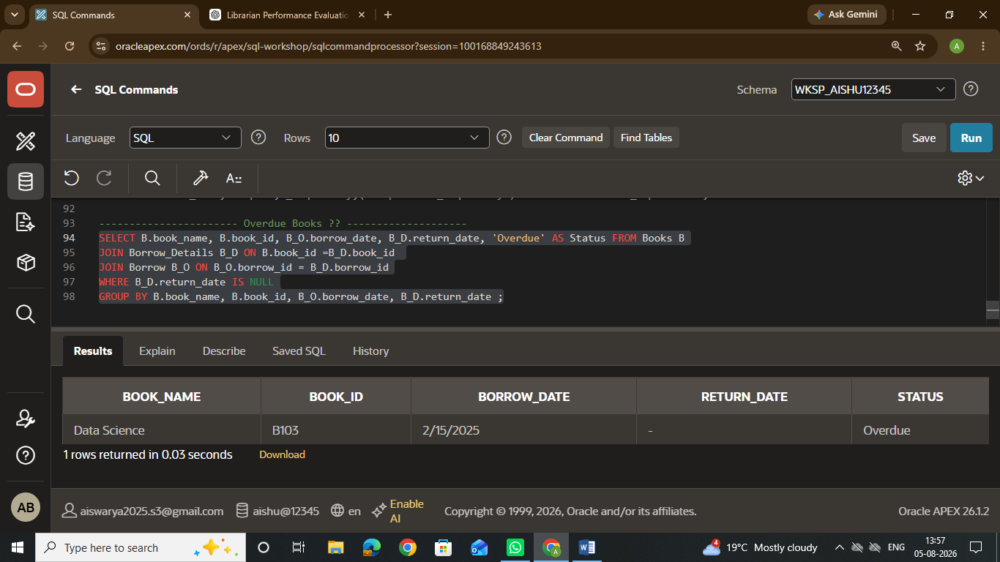 SQL Commands
Librarian Performance Evaluatio
Ask Gemini
oracleapex.com/ords/r/apex/sql-workshop/sqlcommandprocessor?session=100168849243613
A
SQL Commands
Schema
WKSP_AISHU12345
Language
SQL
Rows
10
Clear Command
Find Tables
Save
Run
92
93 ----------------------- Overdue Books ?? --------------------
94 SELECT B.book_name, B.book_id, B_O.borrow_date, B_D.return_date, 'Overdue' AS Status FROM Books B
95 JOIN Borrow_Details B_D ON B.book_id =B_D.book_id
96 JOIN Borrow B_O ON B_O.borrow_id = B_D.borrow_id
97 WHERE B_D.return_date IS NULL
98 GROUP BY B.book_name, B.book_id, B_O.borrow_date, B_D.return_date ;
Results Explain Describe Saved SQL History
BOOK_NAME BOOK_ID BORROW_DATE RETURN_DATE STATUS
Data Science B103 2/15/2025 - Overdue
1 rows returned in 0.03 seconds Download
AB
aiswarya2025.s3@gmail.com aishu@12345 en Enable AI Copyright © 1999, 2026, Oracle and/or its affiliates. Oracle APEX 26.1.2
Type here to search
4
A
19°C Mostly cloudy
ENG
13:57
05-08-2026